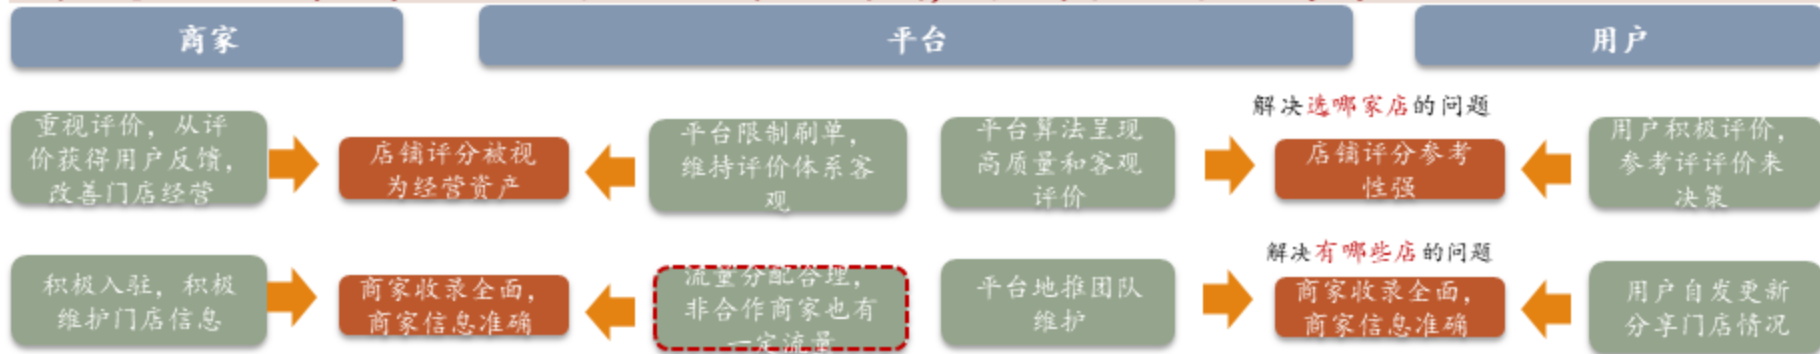 商家
平台
用户
重视评价，从评
价获得用户反馈，
改善门店经营
店铺评分被视
为经营资产
平台限制刷单，
维持评价体系客
观
平台算法呈现
高质量和客观
评价
解决选哪家店的问题
店铺评分参考
性强
用户积极评价，
参考评评价来
决策
积极入驻，积极
维护门店信息
商家收录全面，
商家信息准确
流量分配合理，
非合作商家也有
一定流量
平台地推团队
维护
解决有哪些店的问题
商家收录全面，
商家信息准确
用户自发更新
分享门店情况